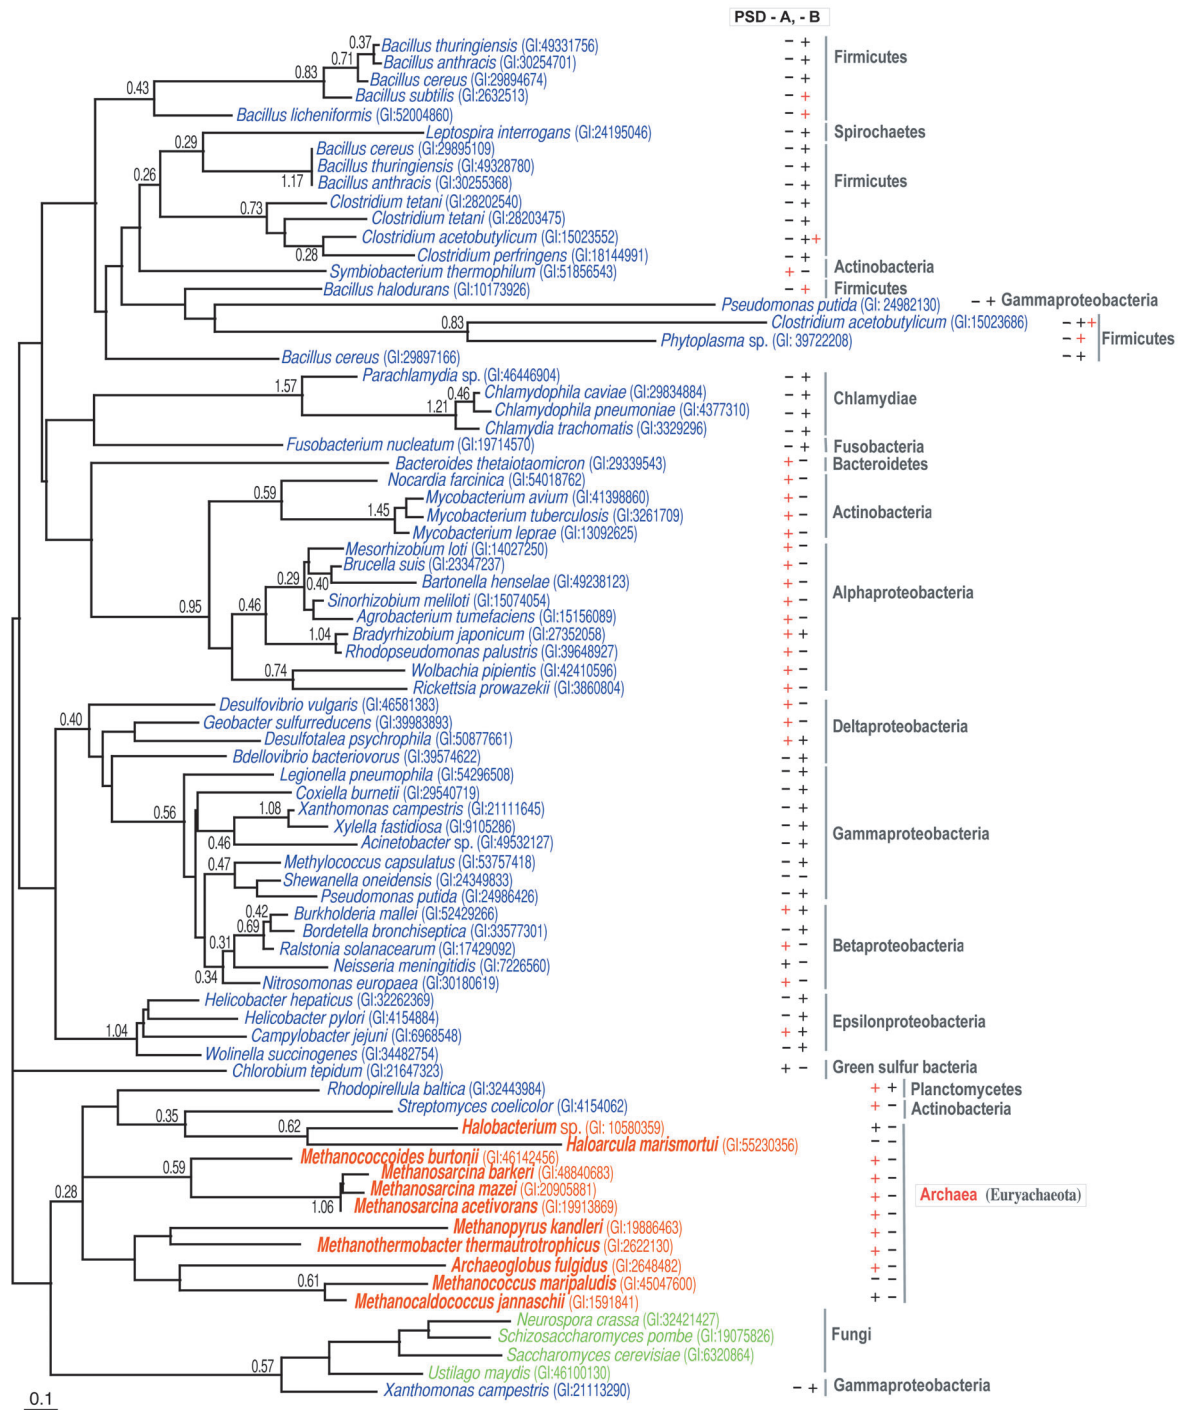 PSD - A, - B
0.37 Bacillus thuringiensis (GI:49331756) − +
Firmicutes
0.71 Bacillus anthracis (GI:30254701) − +
0.83 Bacillus cereus (GI:29894674) − +
0.43 Bacillus subtilis (GI:2632513) − +
Bacillus licheniformis (GI:52004860) − +
Leptospira interrogans (GI:24195046) − + Spirochaetes
0.29 Bacillus cereus (GI:29895109) − +
Bacillus thuringiensis (GI:49328780) − +
0.26 1.17 Bacillus anthracis (GI:30255368) − + Firmicutes
0.73 Clostridium tetani (GI:28202540) − +
Clostridium tetani (GI:28203475) − +
Clostridium acetobutylicum (GI:15023552) − + +
0.28 Clostridium perfringens (GI:18144991) − +
Symbiobacterium thermophilum (GI:51856543) + − Actinobacteria
Bacillus halodurans (GI:10173926) − + Firmicutes
Pseudomonas putida (GI: 24982130) − + Gammaproteobacteria
0.83 Clostridium acetobutylicum (GI:15023686) − + +
Phytoplasma sp. (GI: 39722208) − + Firmicutes
Bacillus cereus (GI:29897166) − +
Parachlamydia sp. (GI:46446904) − +
1.57 0.46 Chlamydophila caviae (GI:29834884) − + Chlamydiae
1.21 Chlamydophila pneumoniae (GI:4377310) − +
Chlamydia trachomatis (GI:3329296) − +
Fusobacterium nucleatum (GI:19714570) − + Fusobacteria
Bacteroides thetaiotaomicron (GI:29339543) + − Bacteroidetes
Nocardia farcinica (GI:54018762) + −
0.59 Mycobacterium avium (GI:41398860) + −
1.45 Mycobacterium tuberculosis (GI:3261709) + − Actinobacteria
Mycobacterium leprae (GI:13092625) + −
Mesorhizobium loti (GI:14027250) + −
Brucella suis (GI:23347237) + −
0.29 0.40 Bartonella henselae (GI:49238123) + −
Alphaproteobacteria
0.95 0.46 Sinorhizobium meliloti (GI:15074054) + −
Agrobacterium tumefaciens (GI:15156089) + −
1.04 Bradyrhizobium japonicum (GI:27352058) + +
Rhodopseudomonas palustris (GI:39648927) + −
0.74 Wolbachia pipientis (GI:42410596) + −
Rickettsia prowazekii (GI:3860804) + −
Desulfovibrio vulgaris (GI:46581383) + −
0.40 Geobacter sulfurreducens (GI:39983893) + − Deltaproteobacteria
Desulfotalea psychrophila (GI:50877661) + +
Bdellovibrio bacteriovorus (GI:39574622) − +
Legionella pneumophila (GI:54296508) − +
Coxiella burnetii (GI:29540719) − +
0.56 1.08 Xanthomonas campestris (GI:21111645) − +
Xylella fastidiosa (GI:9105286) − + Gammaproteobacteria
0.46 Acinetobacter sp. (GI:49532127) − +
0.47 Methylococcus capsulatus (GI:53757418) − +
Shewanella oneidensis (GI:24349833) − −
Pseudomonas putida (GI:24986426) − +
0.42 Burkholderia mallei (GI:52429266) + +
0.69 Bordetella bronchiseptica (GI:33577301) − +
0.31 Ralstonia solanacearum (GI:17429092) + − Betaproteobacteria
Neisseria meningitidis (GI:7226560) + −
0.34 Nitrosomonas europaea (GI:30180619) + −
Helicobacter hepaticus (GI:32262369) − +
Helicobacter pylori (GI:4154884) − + Epsilonproteobacteria
1.04 Campylobacter jejuni (GI:6968548) + +
Wolinella succinogenes (GI:34482754) − +
Chlorobium tepidum (GI:21647323) + − Green sulfur bacteria
Rhodopirellula baltica (GI:32443984) + + Planctomycetes
0.35 Streptomyces coelicolor (GI:4154062) + − Actinobacteria
0.62 Halobacterium sp. (GI: 10580359) + −
Haloarcula marismortui (GI:55230356) − −
Methanococcoides burtonii (GI:46142456) + −
0.59 Methanosarcina barkeri (GI:48840683) + −
0.28 Methanosarcina mazei (GI:20905881) + − Archaea (Euryachaeota)
1.06 Methanosarcina acetivorans (GI:19913869) + −
Methanopyrus kandleri (GI:19886463) + −
Methanothermobacter thermautrotrophicus (GI:2622130) + −
Archaeoglobus fulgidus (GI:2648482) + −
0.61 Methanococcus maripaludis (GI:45047600) − −
Methanocaldococcus jannaschii (GI:1591841) + −
Neurospora crassa (GI:32421427)
Schizosaccharomyces pombe (GI:19075826) Fungi
Saccharomyces cerevisiae (GI:6320864)
0.57 Ustilago maydis (GI:46100130)
Xanthomonas campestris (GI:21113290) − + Gammaproteobacteria
0.1